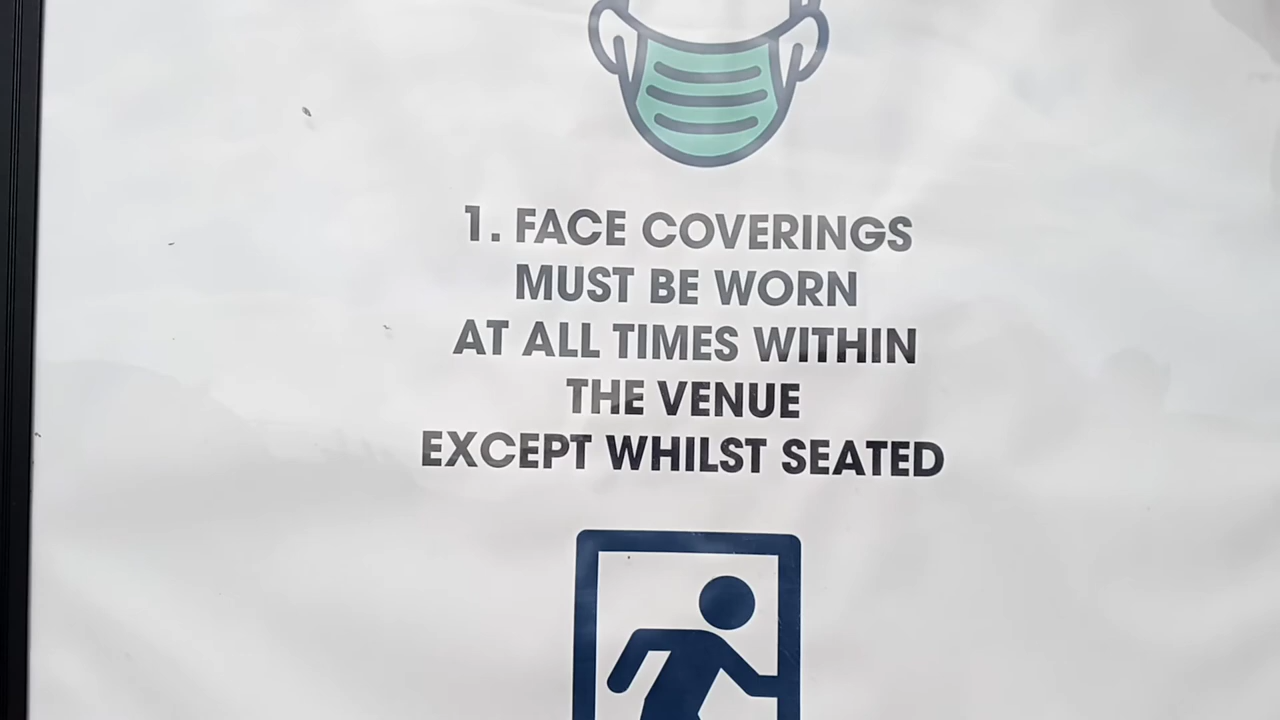 1. FACE COVERINGS
MUST BE WORN
AT ALL TIMES WITHIN
THE VENUE
EXCEPT WHILST SEATED